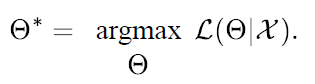 Θ* = argmax ℒ(Θ|𝒳).
Θ